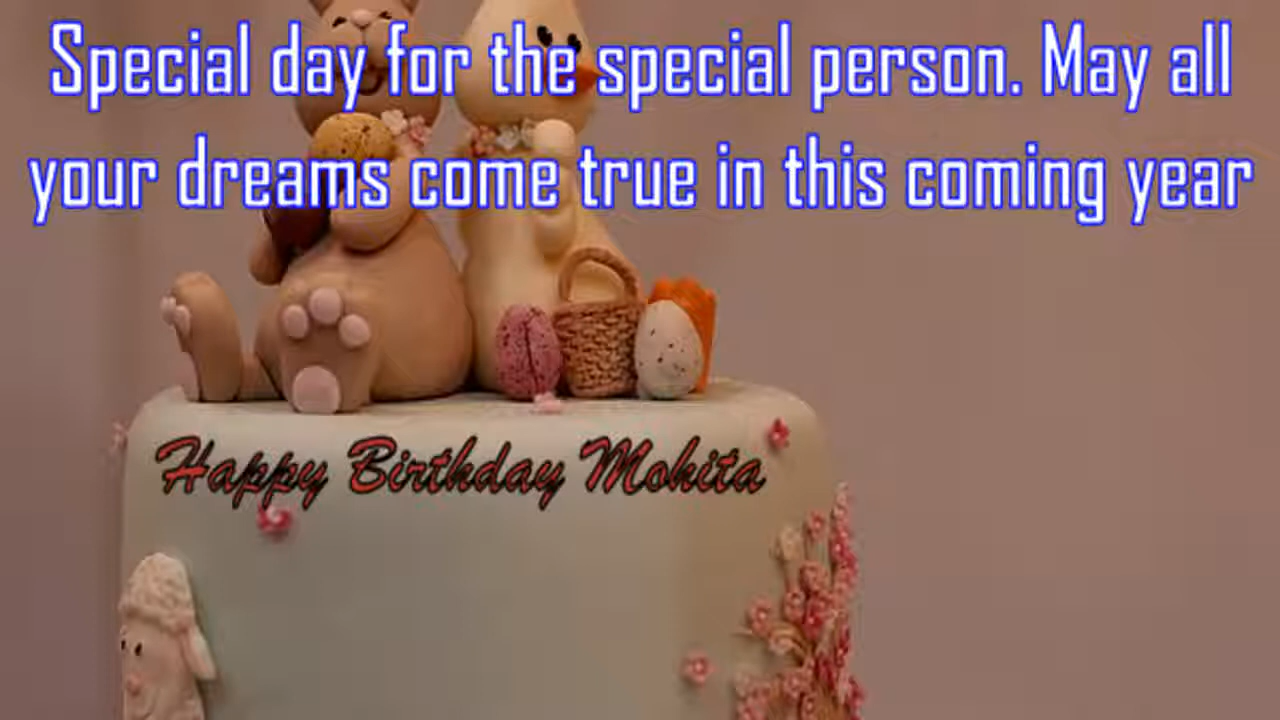 Special day for the special person. May all
your dreams come true in this coming year
Happy Birthday Mohita